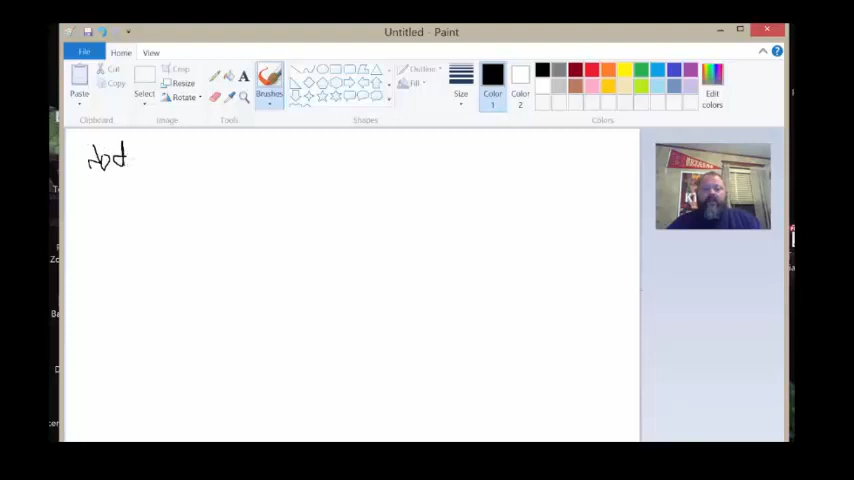 Untitled - Paint
File Home View
Paste
Cut
Copy
Clipboard
Select
Crop
Resize
Rotate
Image
A
Tools
Brushes
Outline
Fill
Shapes
Size
Color 1
Color 2
Edit colors
Colors